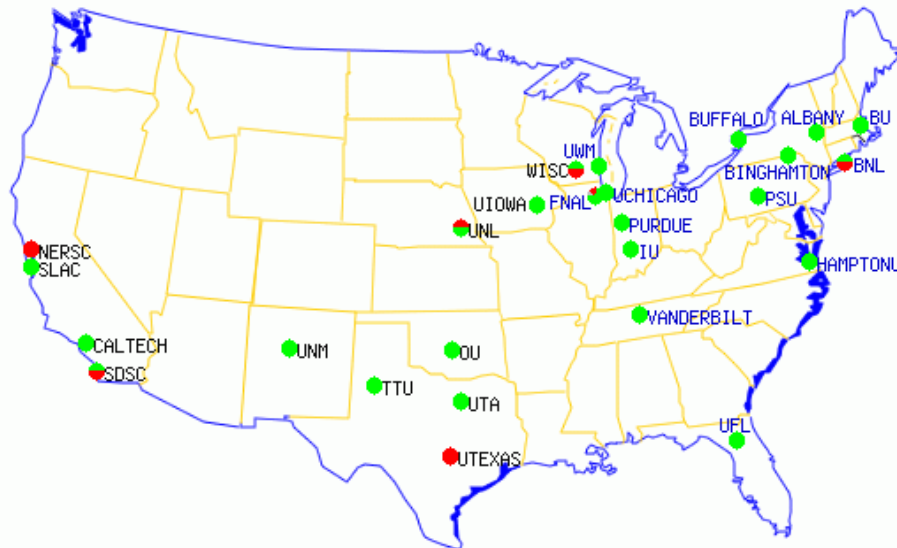 BUFFALO
ALBANY
BU
UWM
WISC
BINGHAMTON
BNL
UIOWA
FNAL
UCHICAGO
PSU
PURDUE
UNL
IU
NERSC
SLAC
HAMPTONU
VANDERBILT
CALTECH
UNM
OU
SDSC
TTU
UTA
UFL
UTEXAS